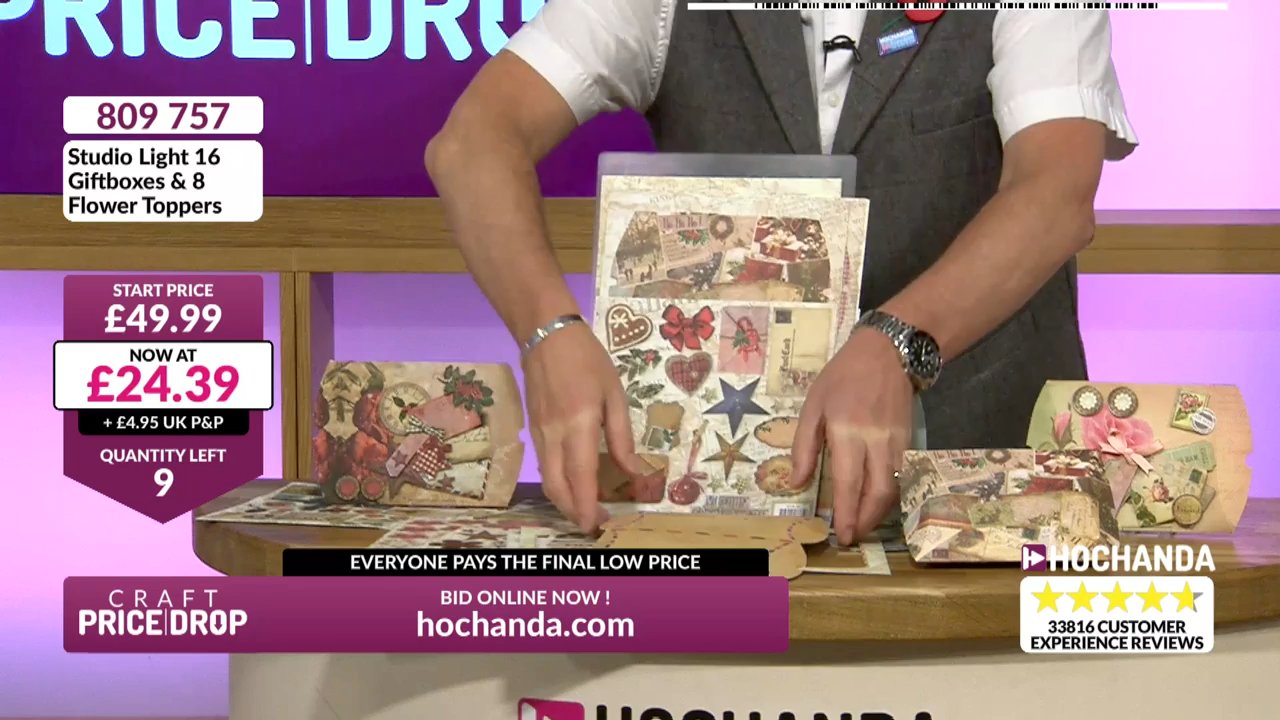 PRICE DRO
809 757
Studio Light 16
Giftboxes & 8
Flower Toppers
START PRICE
£49.99
NOW AT
£24.39
+ £4.95 UK P&P
QUANTITY LEFT
9
EVERYONE PAYS THE FINAL LOW PRICE
CRAFT
PRICE DROP
BID ONLINE NOW !
hochanda.com
HOCHANDA
33816 CUSTOMER
EXPERIENCE REVIEWS
HOCHANDA